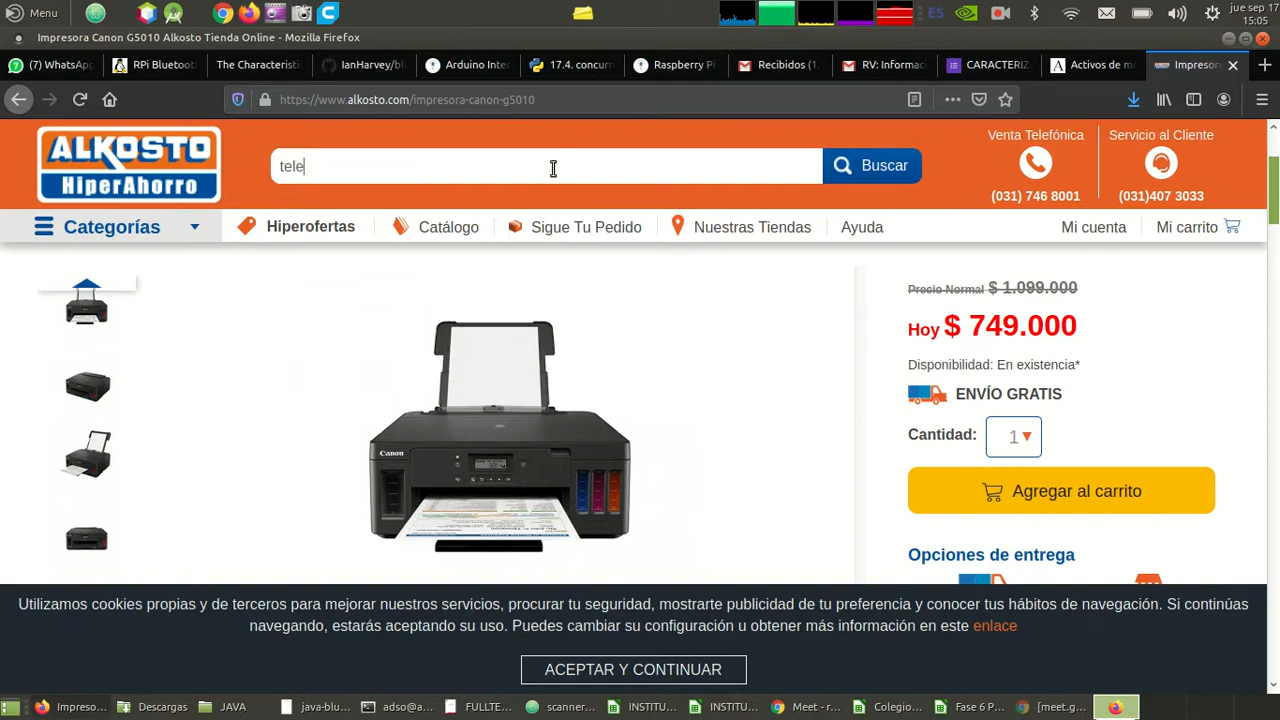 Menu
ES
jue sep 17
15:05
Impresora Canon G5010 Alkosto Tienda Online - Mozilla Firefox
(7) WhatsAp
RPi Bluetoot
The Characteristi
IanHarvey/bl
Arduino Inter
17.4. concurr
Raspberry Pi
Recibidos (1.
RV: Informac
CARACTERIZ
Activos de m
Impresor
https://www.alkosto.com/impresora-canon-g5010
ALKOSTO
HiperAhorro
tele
Buscar
Venta Telefónica
(031) 746 8001
Servicio al Cliente
(031)407 3033
Categorías
Hiperofertas
Catálogo
Sigue Tu Pedido
Nuestras Tiendas
Ayuda
Mi cuenta
Mi carrito
Canon
Precio Normal $ 1.099.000
Hoy $ 749.000
Disponibilidad: En existencia*
ENVÍO GRATIS
Cantidad: 1
Agregar al carrito
Opciones de entrega
Utilizamos cookies propias y de terceros para mejorar nuestros servicios, procurar tu seguridad, mostrarte publicidad de tu preferencia y conocer tus hábitos de navegación. Si continúas
navegando, estarás aceptando su uso. Puedes cambiar su configuración u obtener más información en este enlace
ACEPTAR Y CONTINUAR
Impreso...
Descargas
JAVA
java-blu...
adso@a...
FULLTE...
scanner...
INSTITU...
INSTITU...
Meet - r...
Colegio...
Fase 6 P...
[meet.g...